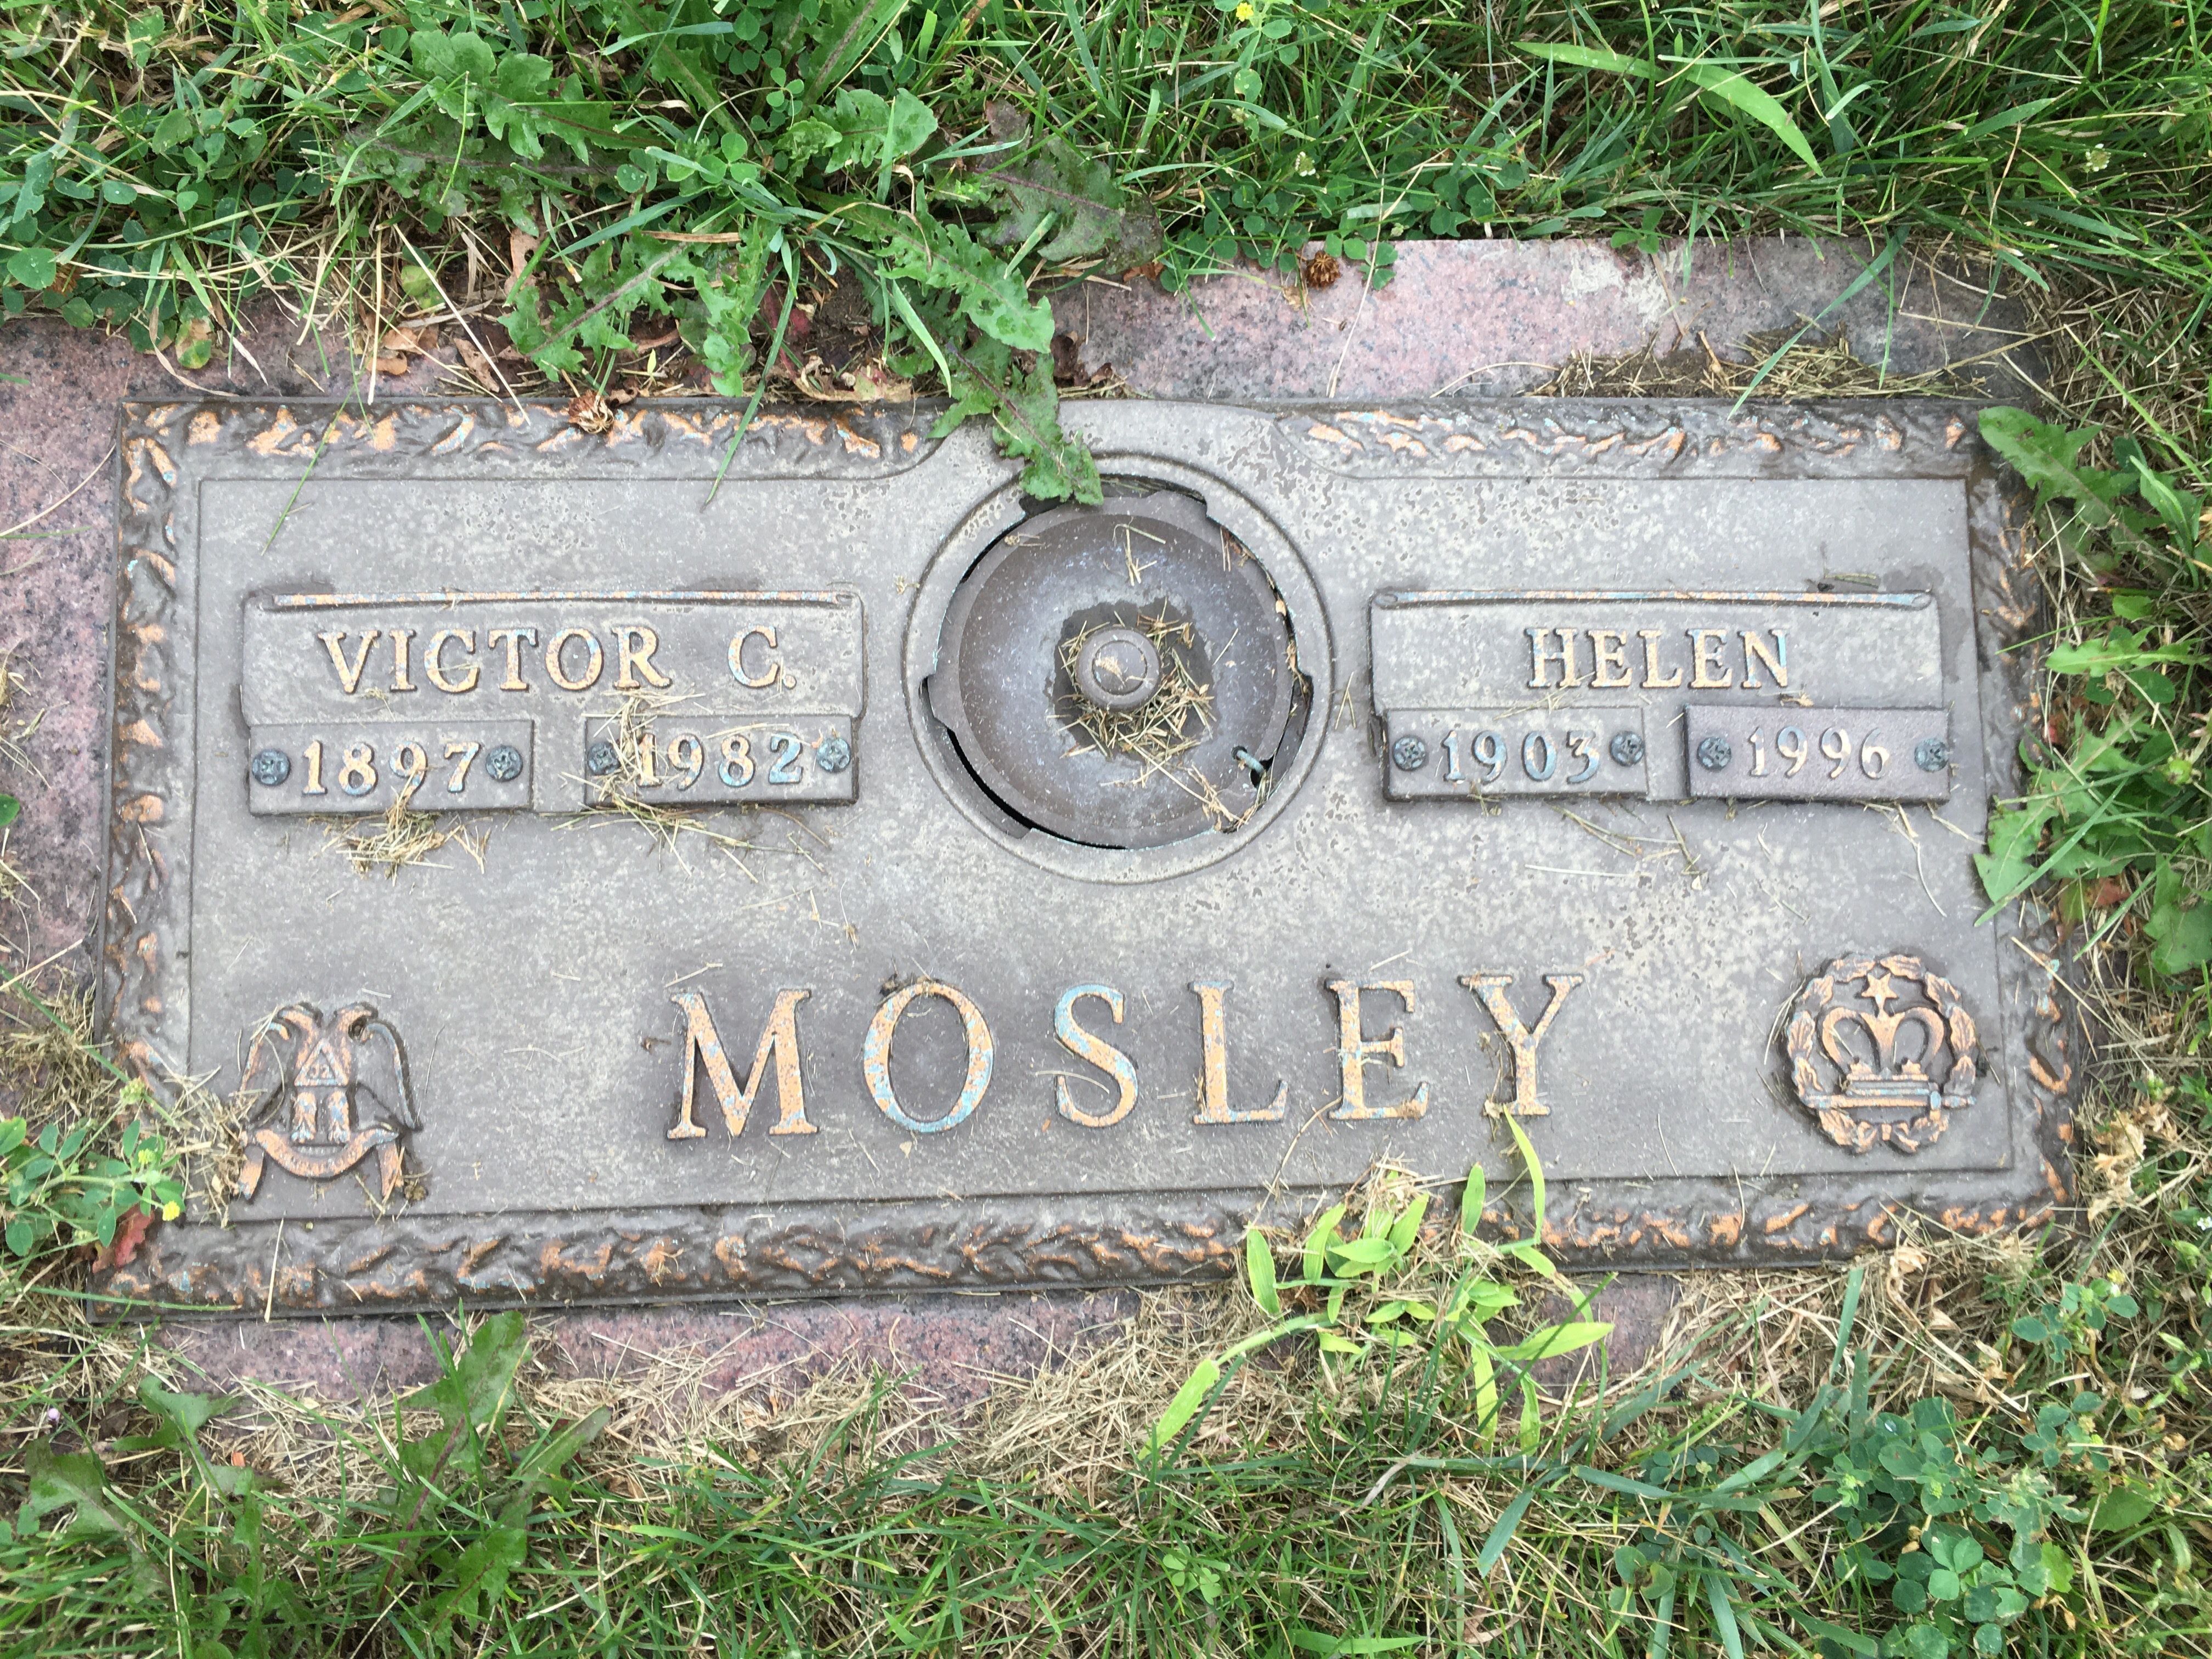 VICTOR C.
1897 1982
HELEN
1903 1996
MOSLEY